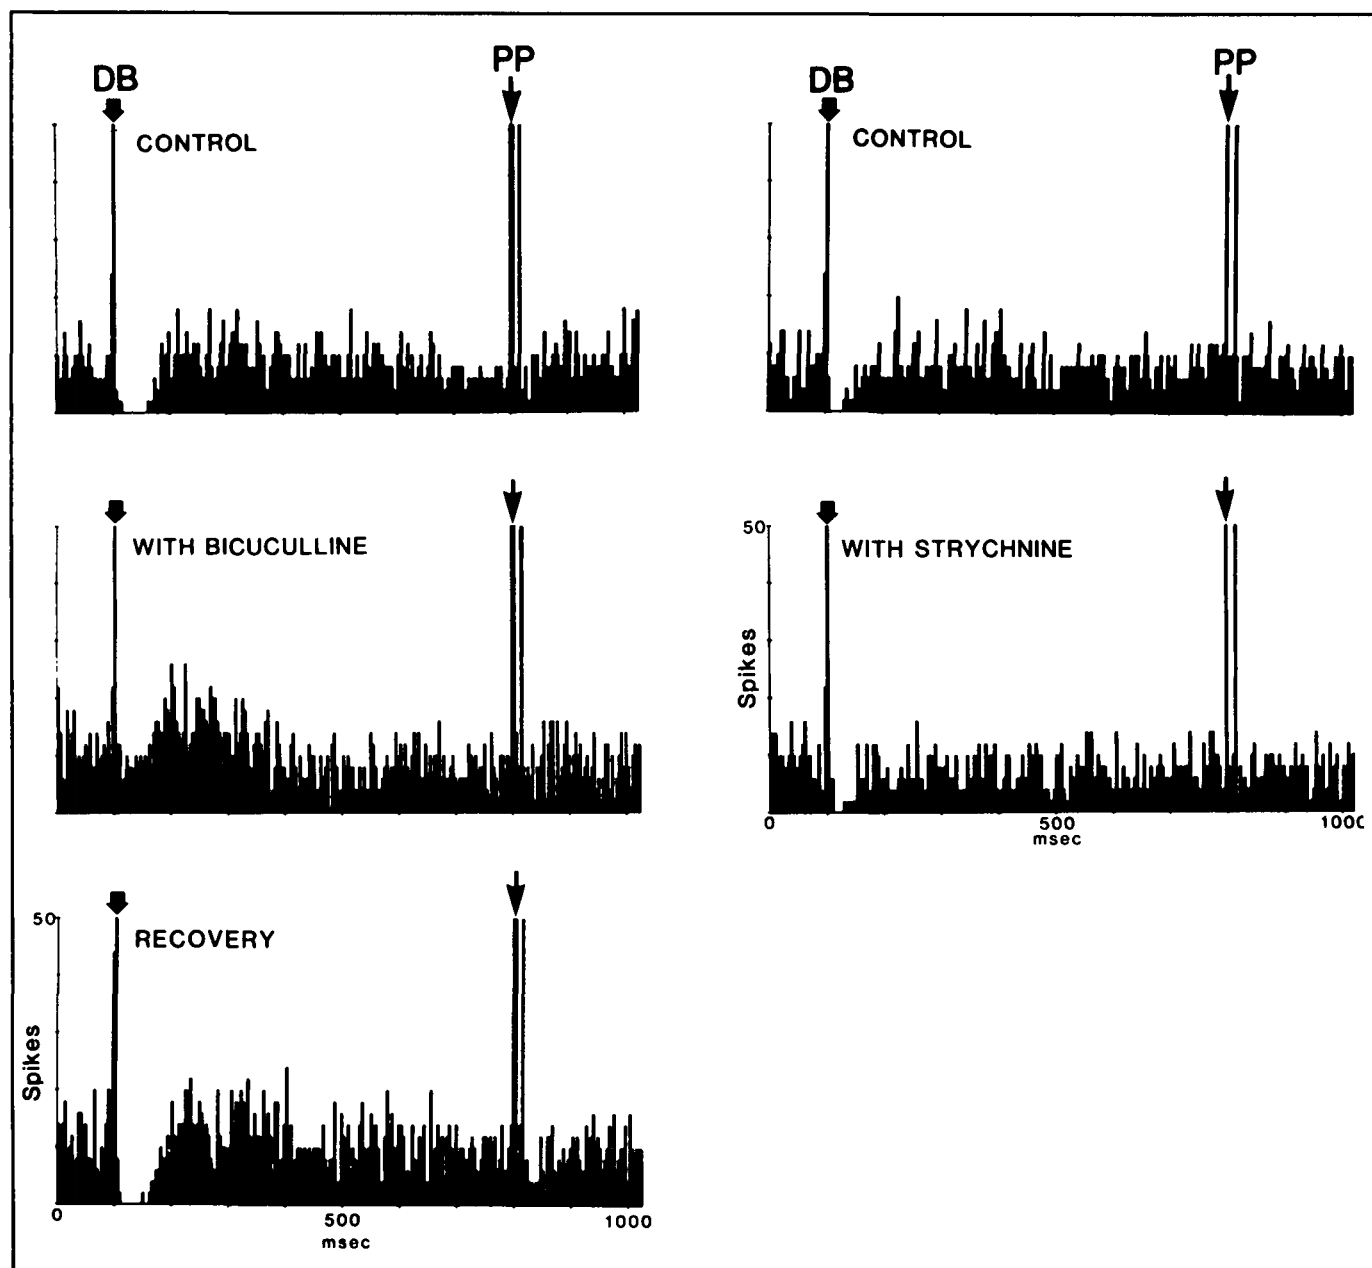 DB
PP
CONTROL
WITH BICUCULLINE
50
RECOVERY
Spikes
0
500
1000
msec
DB
PP
CONTROL
50
WITH STRYCHNINE
Spikes
0
500
1000
msec